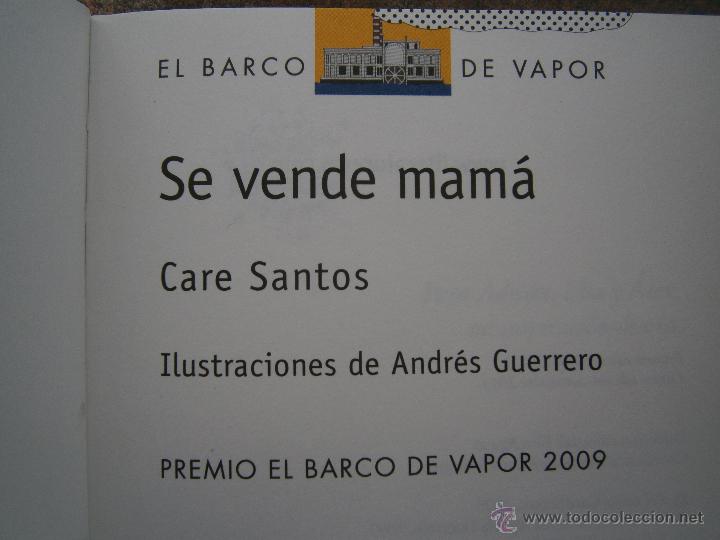 EL BARCO DE VAPOR
Se vende mamá
Care Santos
Ilustraciones de Andrés Guerrero
PREMIO EL BARCO DE VAPOR 2009
© www.todocoleccion.net